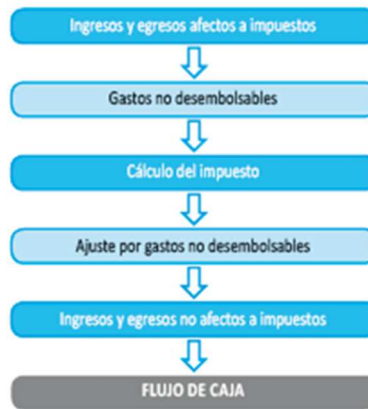 Ingresos y egresos afectos a impuestos
Gastos no desembolsables
Cálculo del impuesto
Ajuste por gastos no desembolsables
Ingresos y egresos no afectos a impuestos
FLUJO DE CAJA